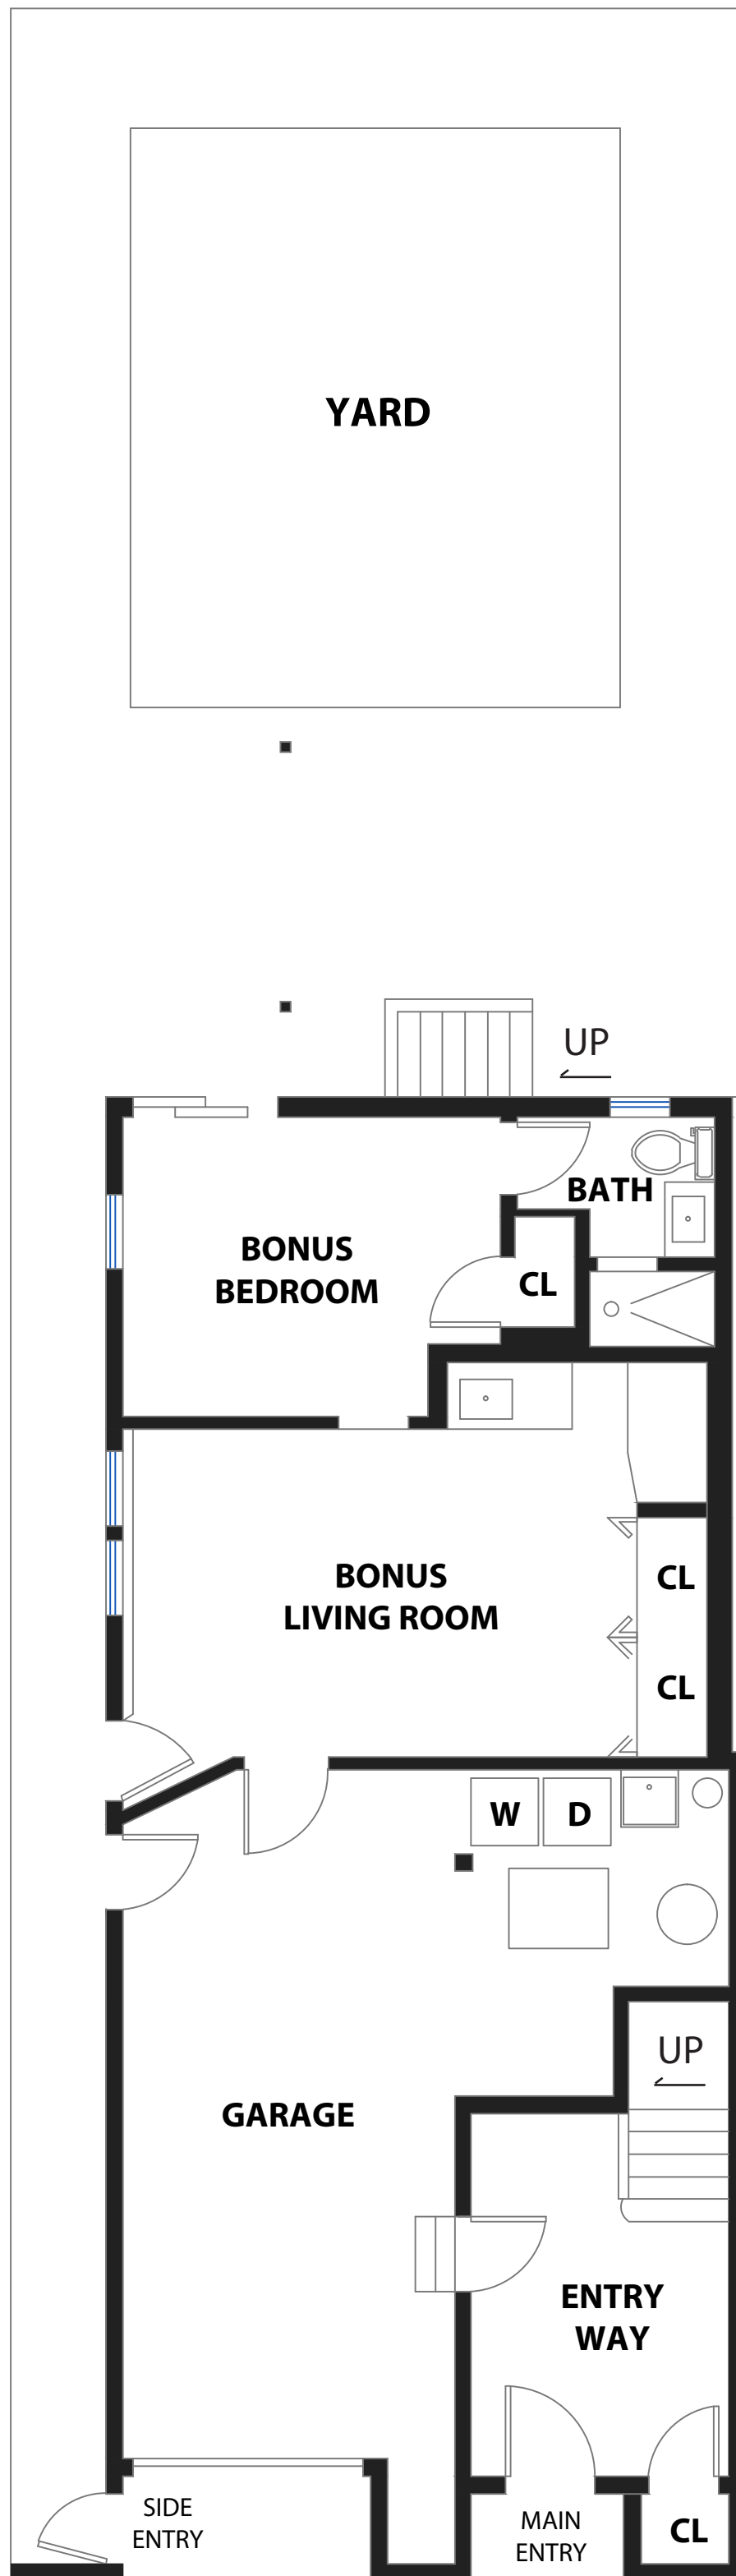 YARD
UP
BATH
BONUS
BEDROOM
CL
BONUS
LIVING ROOM
CL
CL
W
D
UP
GARAGE
ENTRY
WAY
SIDE
ENTRY
MAIN
ENTRY
CL